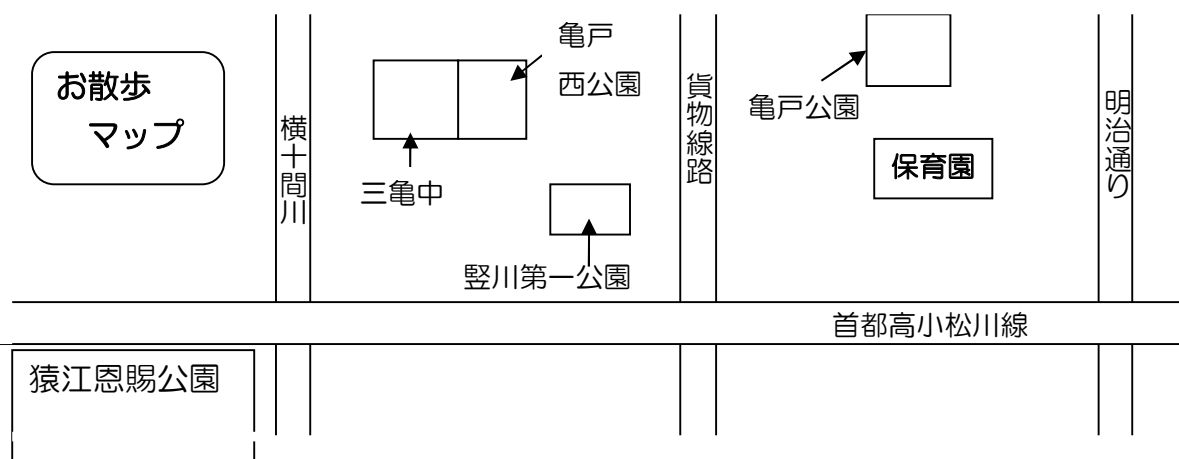 お散歩
マップ
横十間川
亀戸
西公園
三亀中
竪川第一公園
貨物線路
亀戸公園
保育園
明治通り
首都高小松川線
猿江恩賜公園